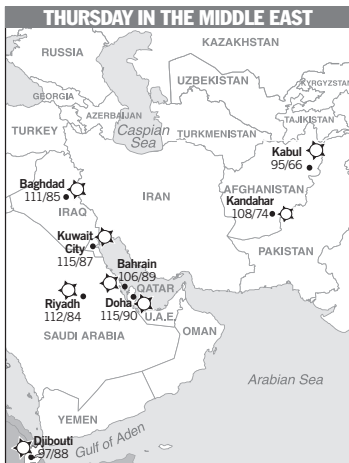 THURSDAY IN THE MIDDLE EAST
KAZAKHSTAN
RUSSIA
UZBEKISTAN
KYRGYZSTAN
GEORGIA
AZERBAIJAN
TAJIKISTAN
TURKEY
Caspian
Sea
TURKMENISTAN
Kabul
95/66
Baghdad
111/85
IRAQ
IRAN
AFGHANISTAN
Kandahar
108/74
Kuwait
City
115/87
PAKISTAN
Bahrain
106/89
QATAR
Riyadh
112/84
Doha
115/90
U.A.E.
SAUDI ARABIA
OMAN
Arabian Sea
YEMEN
Djibouti
97/88
Gulf of Aden